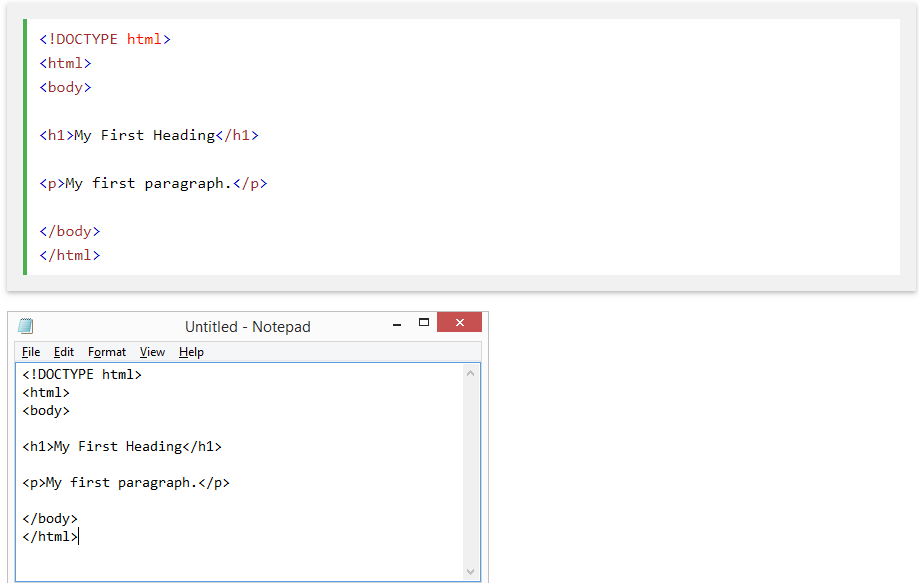 <!DOCTYPE html>
<html>
<body>
<h1>My First Heading</h1>
<p>My first paragraph.</p>
</body>
</html>
Untitled - Notepad
File Edit Format View Help
<!DOCTYPE html>
<html>
<body>
<h1>My First Heading</h1>
<p>My first paragraph.</p>
</body>
</html>